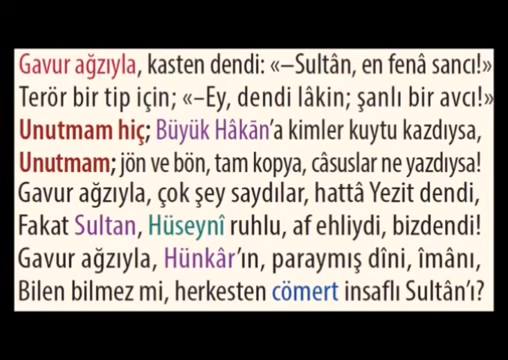 Gavur ağzıyla, kasten dendi: «–Sultân, en fenâ sancı!»
Terör bir tip için; «–Ey, dendi lâkin; şanlı bir avcı!»
Unutmam hiç; Büyük Hâkān'a kimler kuytu kazdıysa,
Unutmam; jön ve bön, tam kopya, câsuslar ne yazdıysa!
Gavur ağzıyla, çok şey saydılar, hattâ Yezit dendi,
Fakat Sultan, Hüseynî ruhlu, af ehliydi, bizdendi!
Gavur ağzıyla, Hünkâr'ın, paraymış dîni, îmânı,
Bilen bilmez mi, herkesten cömert insaflı Sultân'ı?